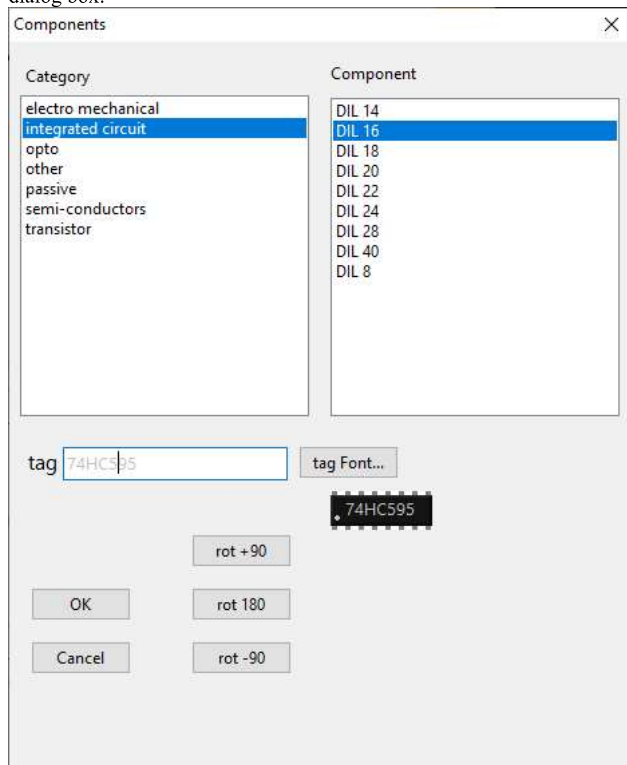 dialog box.
Components
Category
electro mechanical
integrated circuit
opto
other
passive
semi-conductors
transistor
Component
DIL 14
DIL 16
DIL 18
DIL 20
DIL 22
DIL 24
DIL 28
DIL 40
DIL 8
tag 74HC595 tag Font...
74HC595
rot +90
OK rot 180
Cancel rot -90